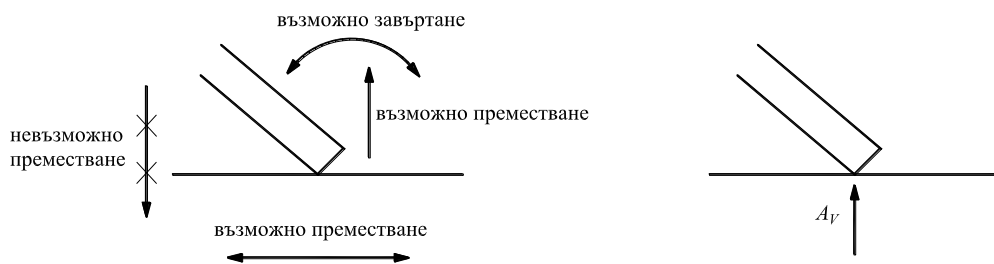 възможно завъртане
възможно преместване
невъзможно
преместване
възможно преместване
A_V